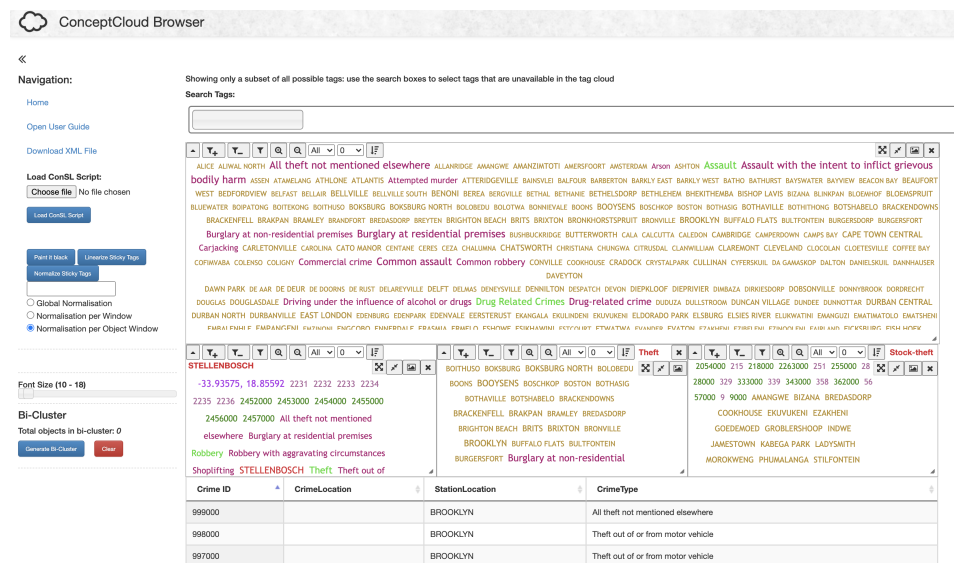 ConceptCloud Browser
«
Navigation:
Home
Open User Guide
Download XML File
Load ConSL Script:
Choose file No file chosen
Load ConSL Script
Paint it black Linearize Sticky Tags
Normalize Sticky Tags
Global Normalisation
Normalisation per Window
Normalisation per Object Window
Font Size (10 - 18)
Bi-Cluster
Total objects in bi-cluster: 0
Generate Bi-Cluster Clear
Showing only a subset of all possible tags: use the search boxes to select tags that are unavailable in the tag cloud
Search Tags:
All 0
ALICE ALIWAL NORTH All theft not mentioned elsewhere ALLANRIDGE AMANGWE AMANZIMTOTI AMERSFOORT AMSTERDAM Arson ASHTON Assault Assault with the intent to inflict grievous
bodily harm ASSEN ATAMELANG ATHLONE ATLANTIS Attempted murder ATTERIDGEVILLE BAINSVLEI BALFOUR BARBERTON BARKLY EAST BARKLY WEST BATHO BATHURST BAYSWATER BAYVIEW BEACON BAY BEAUFORT
WEST BEDFORDVIEW BELFAST BELLAIR BELLVILLE BELLVILLE SOUTH BENONI BEREA BERGVILLE BETHAL BETHANIE BETHELSDORP BETHLEHEM BHEKITHEMBA BISHOP LAVIS BIZANA BLINKPAN BLOEMHOF BLOEMSPRUIT
BLUEWATER BOIPATONG BOITEKONG BOITHUSO BOKSBURG BOKSBURG NORTH BOLOBEDU BOLOTWA BONNIEVALE BOONS BOOYSENS BOSCHKOP BOSTON BOTHASIG BOTHAVILLE BOTHITHONG BOTSHABELO BRACKENDOWNS
BRACKENFELL BRAKPAN BRAMLEY BRANDFORT BREDASDORP BREYTEN BRIGHTON BEACH BRITS BRIXTON BRONKHORSTSPRUIT BRONVILLE BROOKLYN BUFFALO FLATS BULTFONTEIN BURGERSDORP BURGERSFORT
Burglary at non-residential premises Burglary at residential premises BUSHBUCKRIDGE BUTTERWORTH CALA CALCUTTA CALEDON CAMBRIDGE CAMPERDOWN CAMPS BAY CAPE TOWN CENTRAL
Carjacking CARLETONVILLE CAROLINA CATO MANOR CENTANE CERES CEZA CHALUMNA CHATSWORTH CHRISTIANA CHUNGWA CITRUSDAL CLANWILLIAM CLAREMONT CLEVELAND CLOCOLAN CLOETESVILLE COFFEE BAY
COFIMVABA COLENSO COLIGNY Commercial crime Common assault Common robbery CONVILLE COOKHOUSE CRADOCK CRYSTALPARK CULLINAN CYFERSKUIL DA GAMASKOP DALTON DANIELSKUIL DANNHAUSER
DAVEYTON
DAWN PARK DE AAR DE DEUR DE DOORNS DE RUST DELAREYVILLE DELFT DELMAS DENEYSVILLE DENNILTON DESPATCH DEVON DIEPKLOOF DIEPRIVIER DIMBAZA DIRKIESDORP DOBSONVILLE DONNYBROOK DORDRECHT
DOUGLAS DOUGLASDALE Driving under the influence of alcohol or drugs Drug Related Crimes Drug-related crime DUDUZA DULLSTROOM DUNCAN VILLAGE DUNDEE DUNNOTTAR DURBAN CENTRAL
DURBAN NORTH DURBANVILLE EAST LONDON EDENBURG EDENPARK EDENVALE EERSTERUST EKANGALA EKULINDENI EKUVUKENI ELDORADO PARK ELSBURG ELSIES RIVER ELUKWATINI EMANGUZI EMATIMATOLO EMATSHENI
All 0
STELLENBOSCH
-33.93575, 18.85592 2231 2232 2233 2234
2235 2236 2452000 2453000 2454000 2455000
2456000 2457000 All theft not mentioned
elsewhere Burglary at residential premises
Robbery Robbery with aggravating circumstances
Shoplifting STELLENBOSCH Theft Theft out of
All 0 Theft
BOITHUSO BOKSBURG BOKSBURG NORTH BOLOBEDU
BOONS BOOYSENS BOSCHKOP BOSTON BOTHASIG
BOTHAVILLE BOTSHABELO BRACKENDOWNS
BRACKENFELL BRAKPAN BRAMLEY BREDASDORP
BRIGHTON BEACH BRITS BRIXTON BRONVILLE
BROOKLYN BUFFALO FLATS BULTFONTEIN
BURGERSFORT Burglary at non-residential
All 0 Stock-theft
2054000 215 218000 2263000 251 255000 28
28000 329 333000 339 343000 358 362000 56
57000 9 9000 AMANGWE BIZANA BREDASDORP
COOKHOUSE EKUVUKENI EZAKHENI
GOEDEMOED GROBLERSHOOP INDWE
JAMESTOWN KABEGA PARK LADYSMITH
MOROKWENG PHUMALANGA STILFONTEIN
Crime ID CrimeLocation StationLocation CrimeType
999000 BROOKLYN All theft not mentioned elsewhere
998000 BROOKLYN Theft out of or from motor vehicle
997000 BROOKLYN Theft out of or from motor vehicle